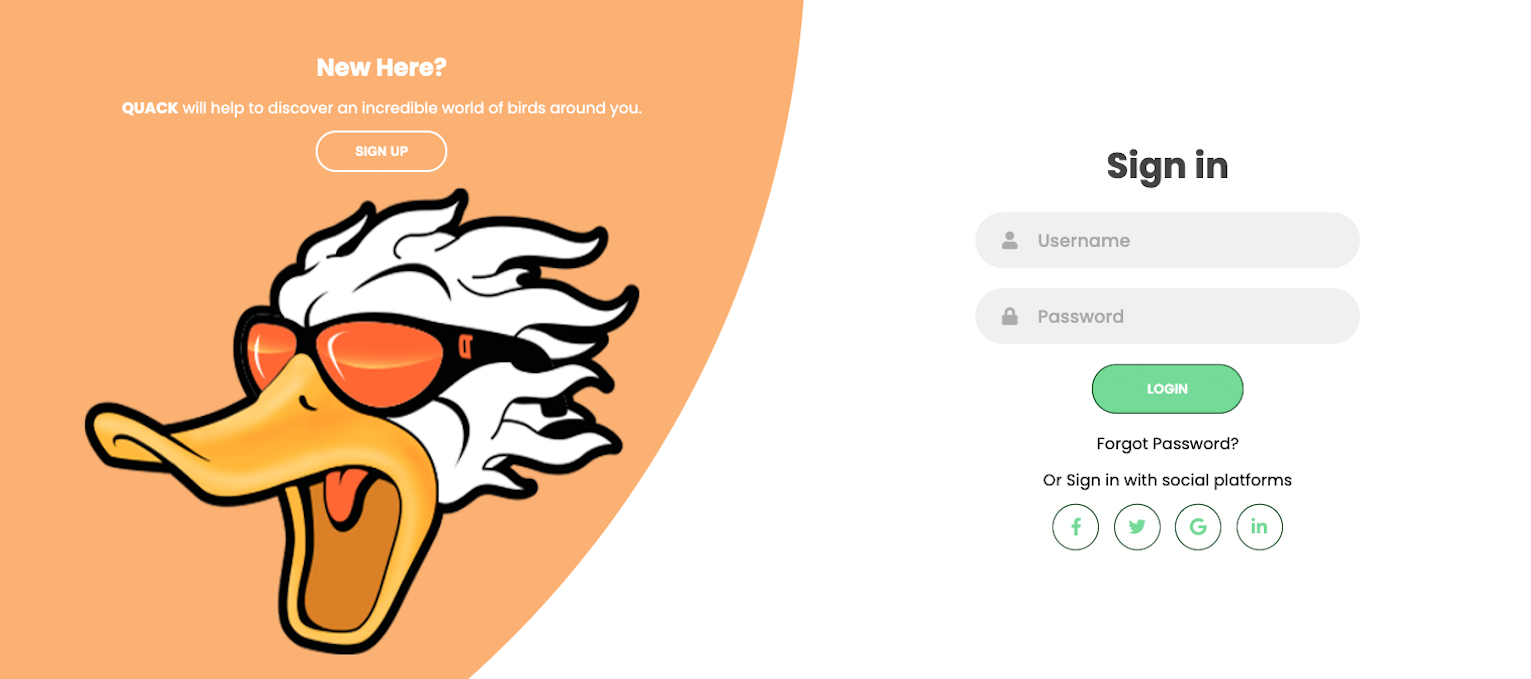 New Here?
QUACK will help to discover an incredible world of birds around you.
SIGN UP
Sign in
Username
Password
LOGIN
Forgot Password?
Or Sign in with social platforms